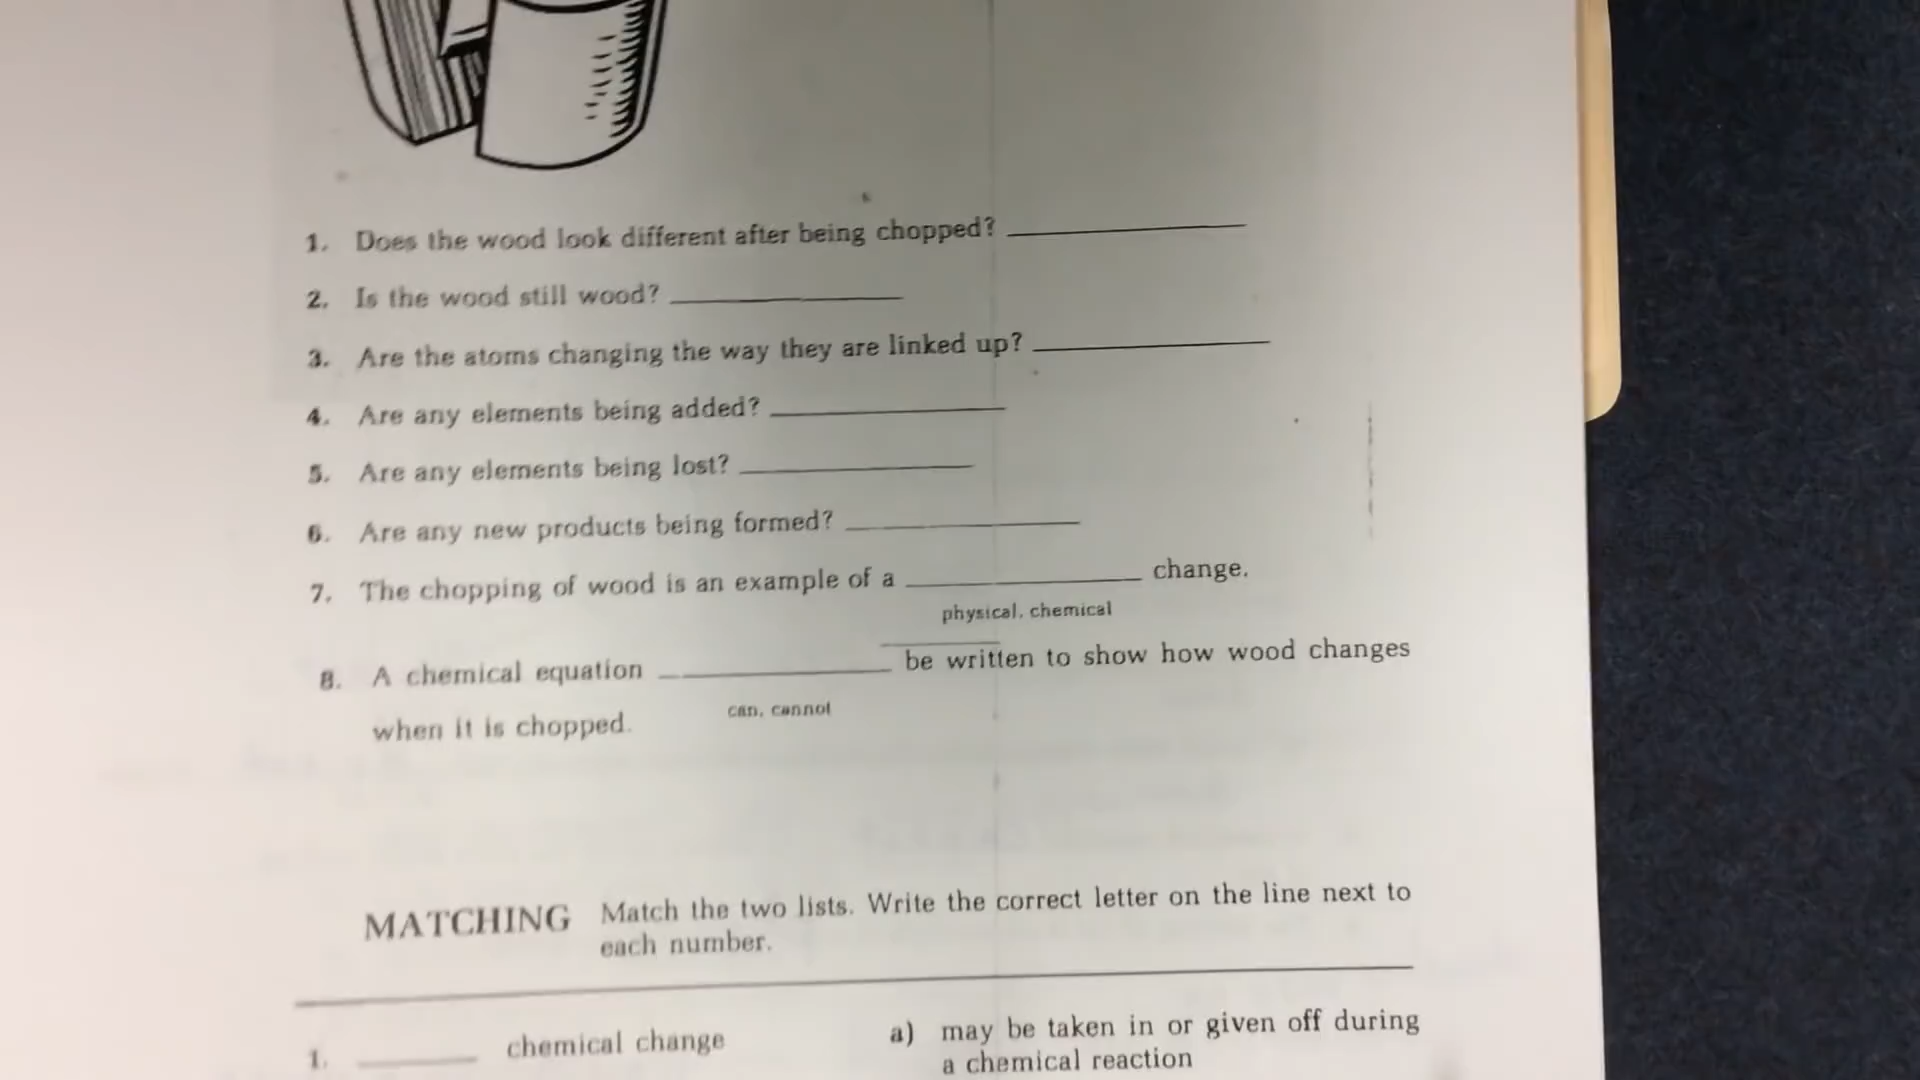 1. Does the wood look different after being chopped?
2. Is the wood still wood?
3. Are the atoms changing the way they are linked up?
4. Are any elements being added?
5. Are any elements being lost?
6. Are any new products being formed?
7. The chopping of wood is an example of a change.
physical, chemical
8. A chemical equation be written to show how wood changes
can, cannot
when it is chopped.
MATCHING Match the two lists. Write the correct letter on the line next to
each number.
1. chemical change
a) may be taken in or given off during
a chemical reaction